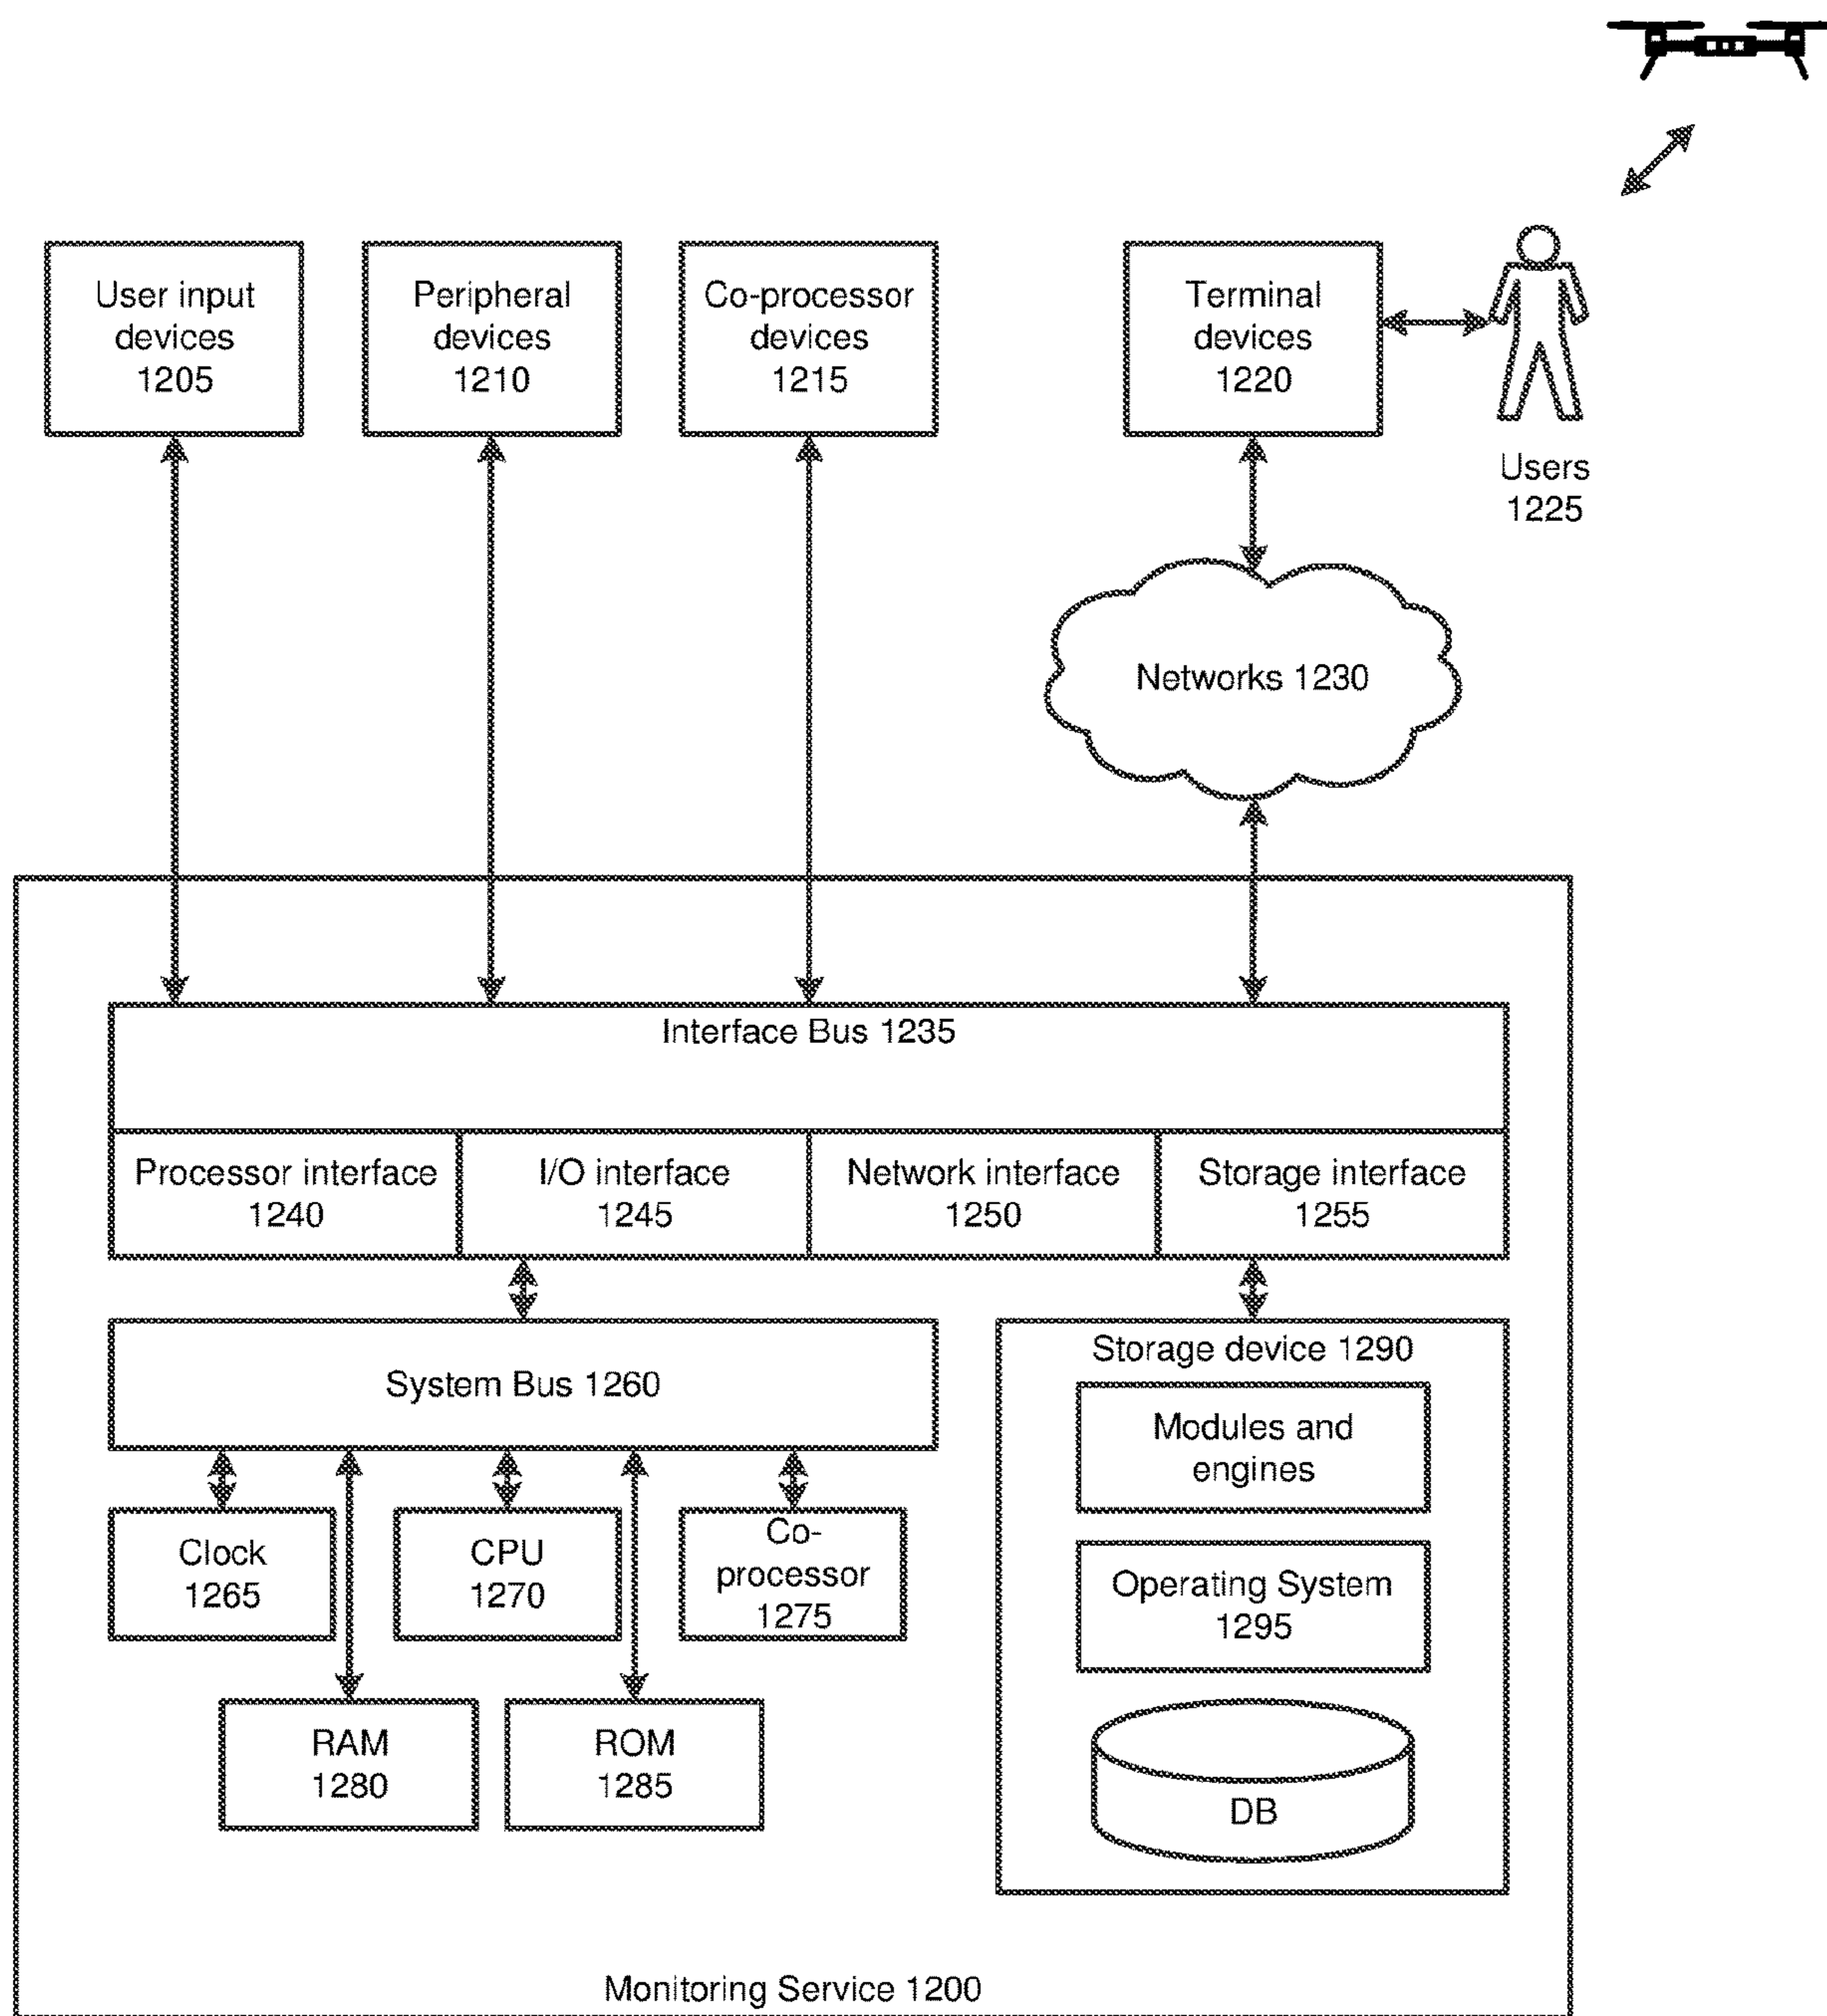 User input
devices
1205
Peripheral
devices
1210
Co-processor
devices
1215
Terminal
devices
1220
Users
1225
Networks 1230
Interface Bus 1235
Processor interface
1240
I/O interface
1245
Network interface
1250
Storage interface
1255
System Bus 1260
Storage device 1290
Modules and
engines
Clock
1265
CPU
1270
Co-
processor
1275
Operating System
1295
RAM
1280
ROM
1285
DB
Monitoring Service 1200